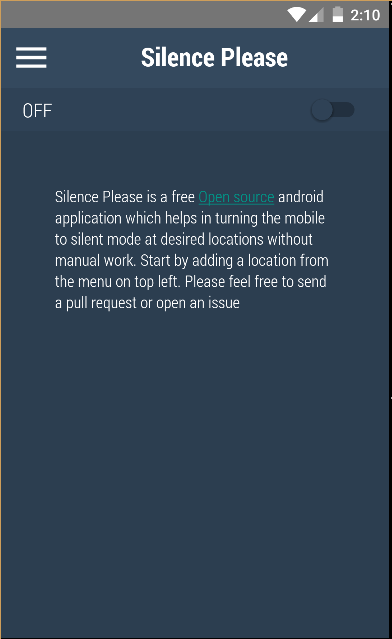 2:10
Silence Please
OFF
Silence Please is a free Open source android
application which helps in turning the mobile
to silent mode at desired locations without
manual work. Start by adding a location from
the menu on top left. Please feel free to send
a pull request or open an issue